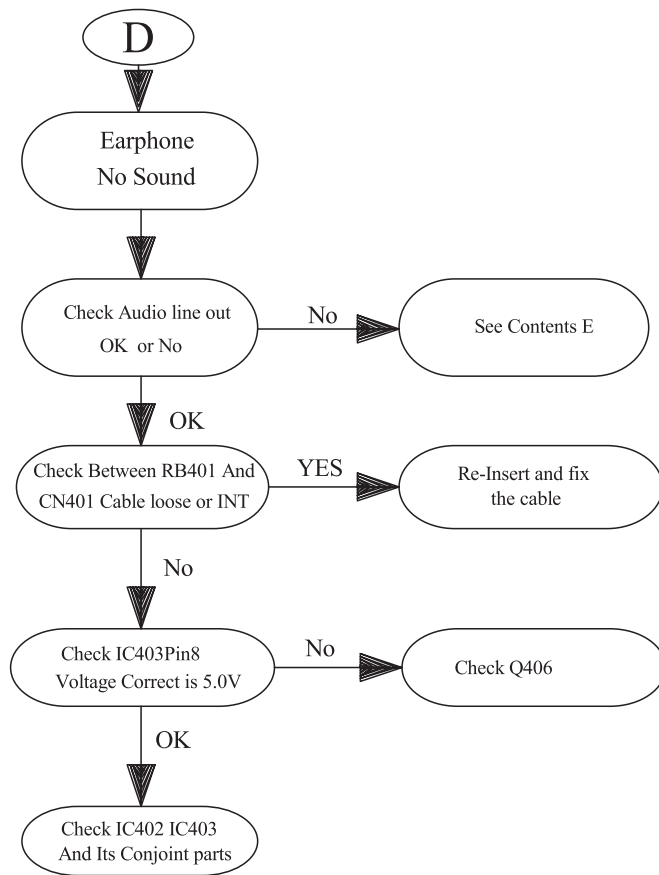 D
Earphone
No Sound
Check Audio line out
OK or No
No
See Contents E
OK
Check Between RB401 And
CN401 Cable loose or INT
YES
Re-Insert and fix
the cable
No
Check IC403Pin8
Voltage Correct is 5.0V
No
Check Q406
OK
Check IC402 IC403
And Its Conjoint parts